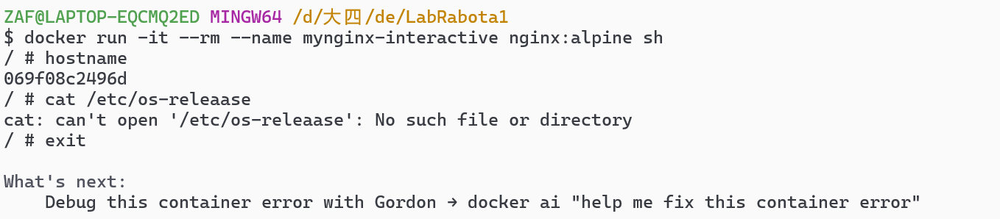 ZAF@LAPTOP-EQCMQ2ED MINGW64 /d/大四/de/LabRabota1
$ docker run -it --rm --name mynginx-interactive nginx:alpine sh
/ # hostname
069f08c2496d
/ # cat /etc/os-releaase
cat: can't open '/etc/os-releaase': No such file or directory
/ # exit
What's next:
Debug this container error with Gordon → docker ai "help me fix this container error"